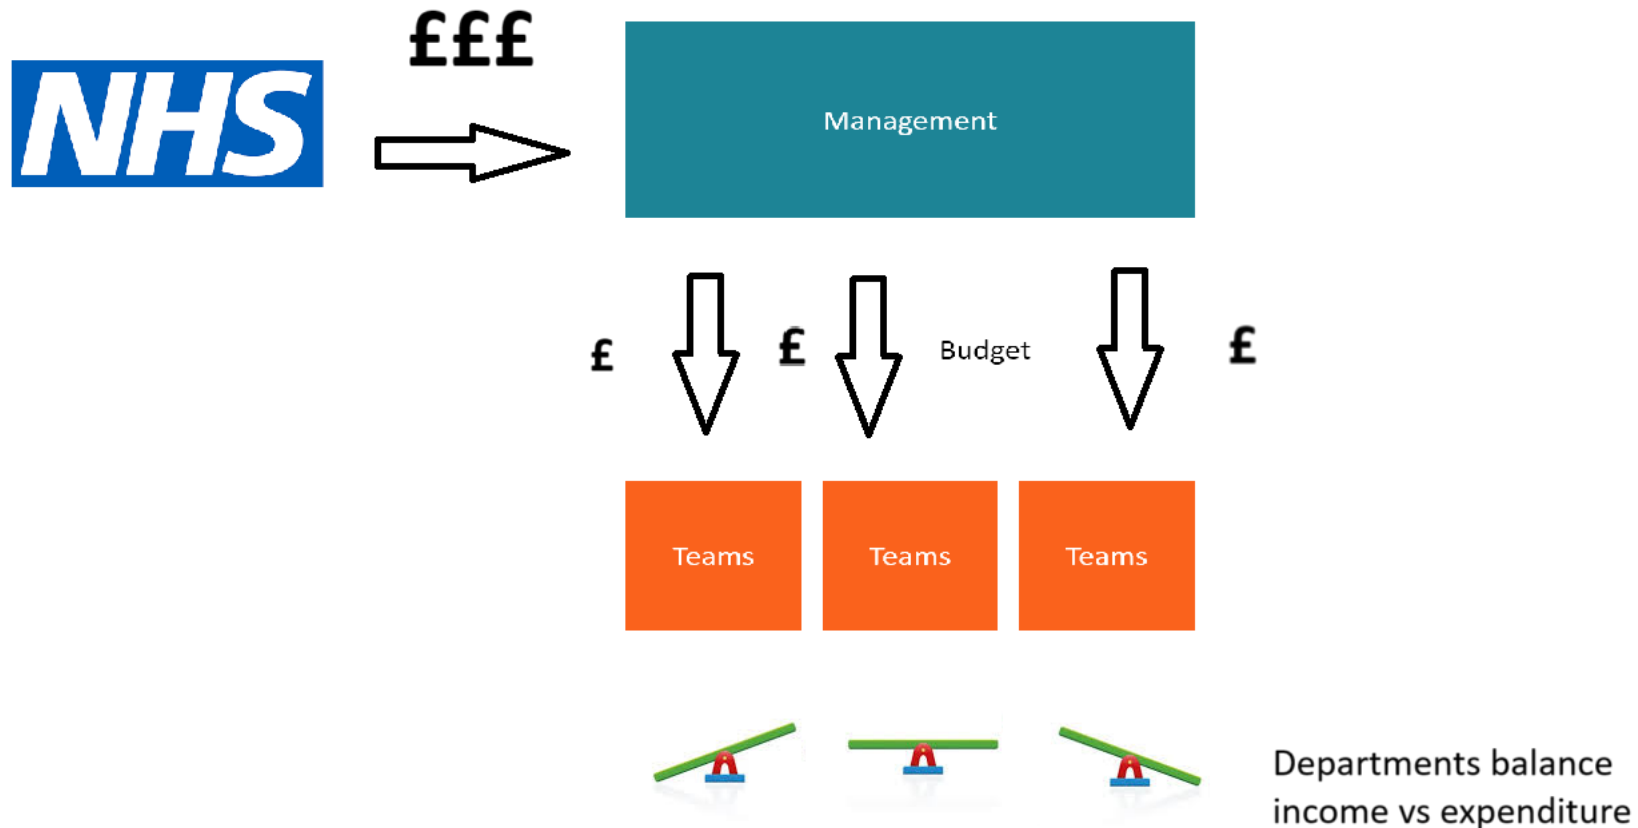 £££
NHS
Management
£
£
Budget
£
Teams
Teams
Teams
Departments balance
income vs expenditure